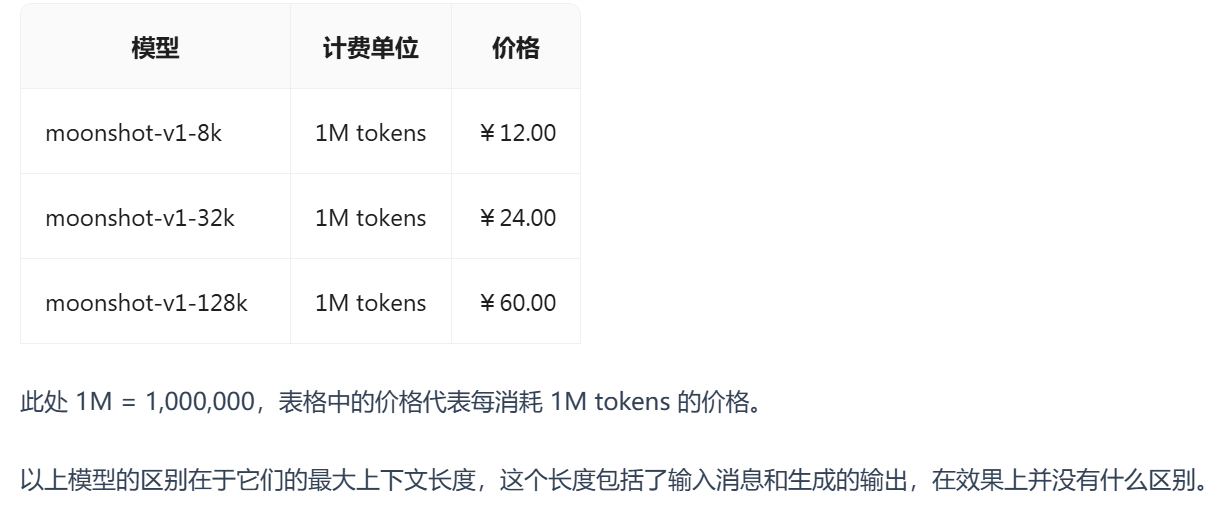 模型 计费单位 价格
moonshot-v1-8k 1M tokens ￥12.00
moonshot-v1-32k 1M tokens ￥24.00
moonshot-v1-128k 1M tokens ￥60.00
此处 1M = 1,000,000，表格中的价格代表每消耗 1M tokens 的价格。
以上模型的区别在于它们的最大上下文长度，这个长度包括了输入消息和生成的输出，在效果上并没有什么区别。